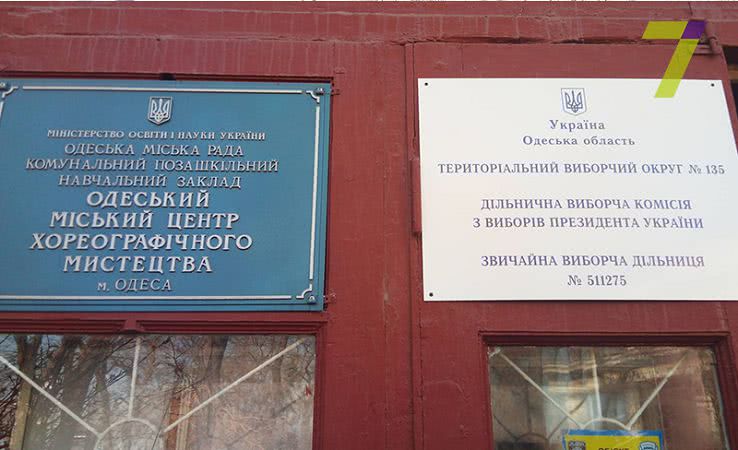 МІНІСТЕРСТВО ОСВІТИ І НАУКИ УКРАЇНИ
ОДЕСЬКА МІСЬКА РАДА
КОМУНАЛЬНИЙ ПОЗАШКІЛЬНИЙ
НАВЧАЛЬНИЙ ЗАКЛАД
ОДЕСЬКИЙ
МІСЬКИЙ ЦЕНТР
ХОРЕОГРАФІЧНОГО
МИСТЕЦТВА
м. ОДЕСА
7
Україна
Одеська область
ТЕРИТОРІАЛЬНИЙ ВИБОРЧИЙ ОКРУГ № 135
ДІЛЬНИЧНА ВИБОРЧА КОМІСІЯ
З ВИБОРІВ ПРЕЗИДЕНТА УКРАЇНИ
ЗВИЧАЙНА ВИБОРЧА ДІЛЬНИЦЯ
№ 511275